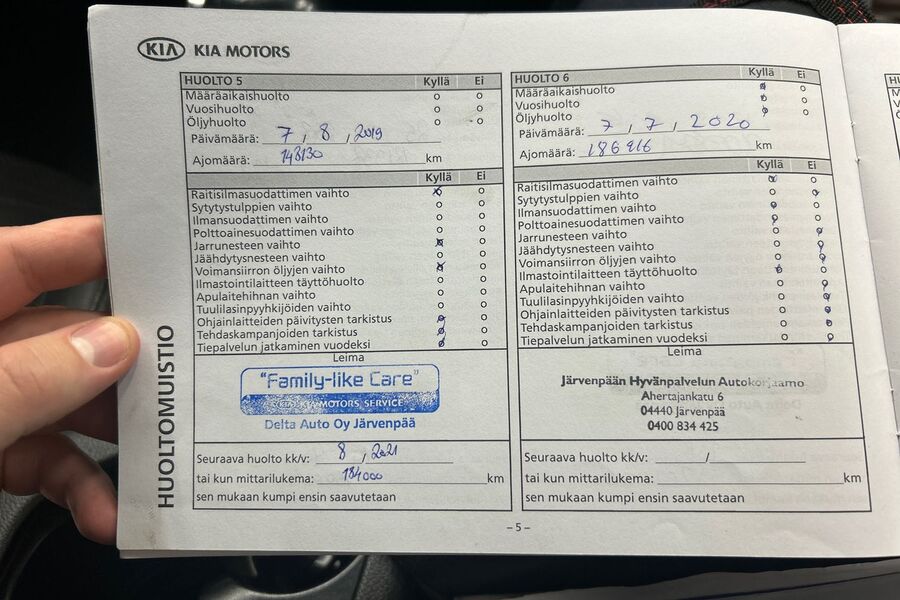 KIA KIA MOTORS
HUOLTO 5 Kyllä Ei
Määräaikaishuolto
Vuosihuolto
Öljyhuolto
Päivämäärä: 7, 8, 2019
Ajomäärä: 148130 km
Kyllä Ei
Raitisilmasuodattimen vaihto
Sytytystulppien vaihto
Ilmansuodattimen vaihto
Polttoainesuodattimen vaihto
Jarrunesteen vaihto
Jäähdytysnesteen vaihto
Voimansiirron öljyjen vaihto
Ilmastointilaitteen täyttöhuolto
Apulaitehihnan vaihto
Tuulilasinpyyhkijöiden vaihto
Ohjainlaitteiden päivitysten tarkistus
Tehdaskampanjoiden tarkistus
Tiepalvelun jatkaminen vuodeksi
Leima
"Family-like Care"
KIA KIA MOTORS SERVICE
Delta Auto Oy Järvenpää
Seuraava huolto kk/v: 8, 2021
tai kun mittarilukema: 184000 km
sen mukaan kumpi ensin saavutetaan
HUOLTO 6 Kyllä Ei
Määräaikaishuolto
Vuosihuolto
Öljyhuolto
Päivämäärä: 7, 7, 2020
Ajomäärä: 186916 km
Kyllä Ei
Raitisilmasuodattimen vaihto
Sytytystulppien vaihto
Ilmansuodattimen vaihto
Polttoainesuodattimen vaihto
Jarrunesteen vaihto
Jäähdytysnesteen vaihto
Voimansiirron öljyjen vaihto
Ilmastointilaitteen täyttöhuolto
Apulaitehihnan vaihto
Tuulilasinpyyhkijöiden vaihto
Ohjainlaitteiden päivitysten tarkistus
Tehdaskampanjoiden tarkistus
Tiepalvelun jatkaminen vuodeksi
Leima
Järvenpään Hyvänpalvelun Autokorjaamo
Ahertajankatu 6
04440 Järvenpää
0400 834 425
Seuraava huolto kk/v: /
tai kun mittarilukema: km
sen mukaan kumpi ensin saavutetaan
HUOLTOMUISTIO
– 5 –